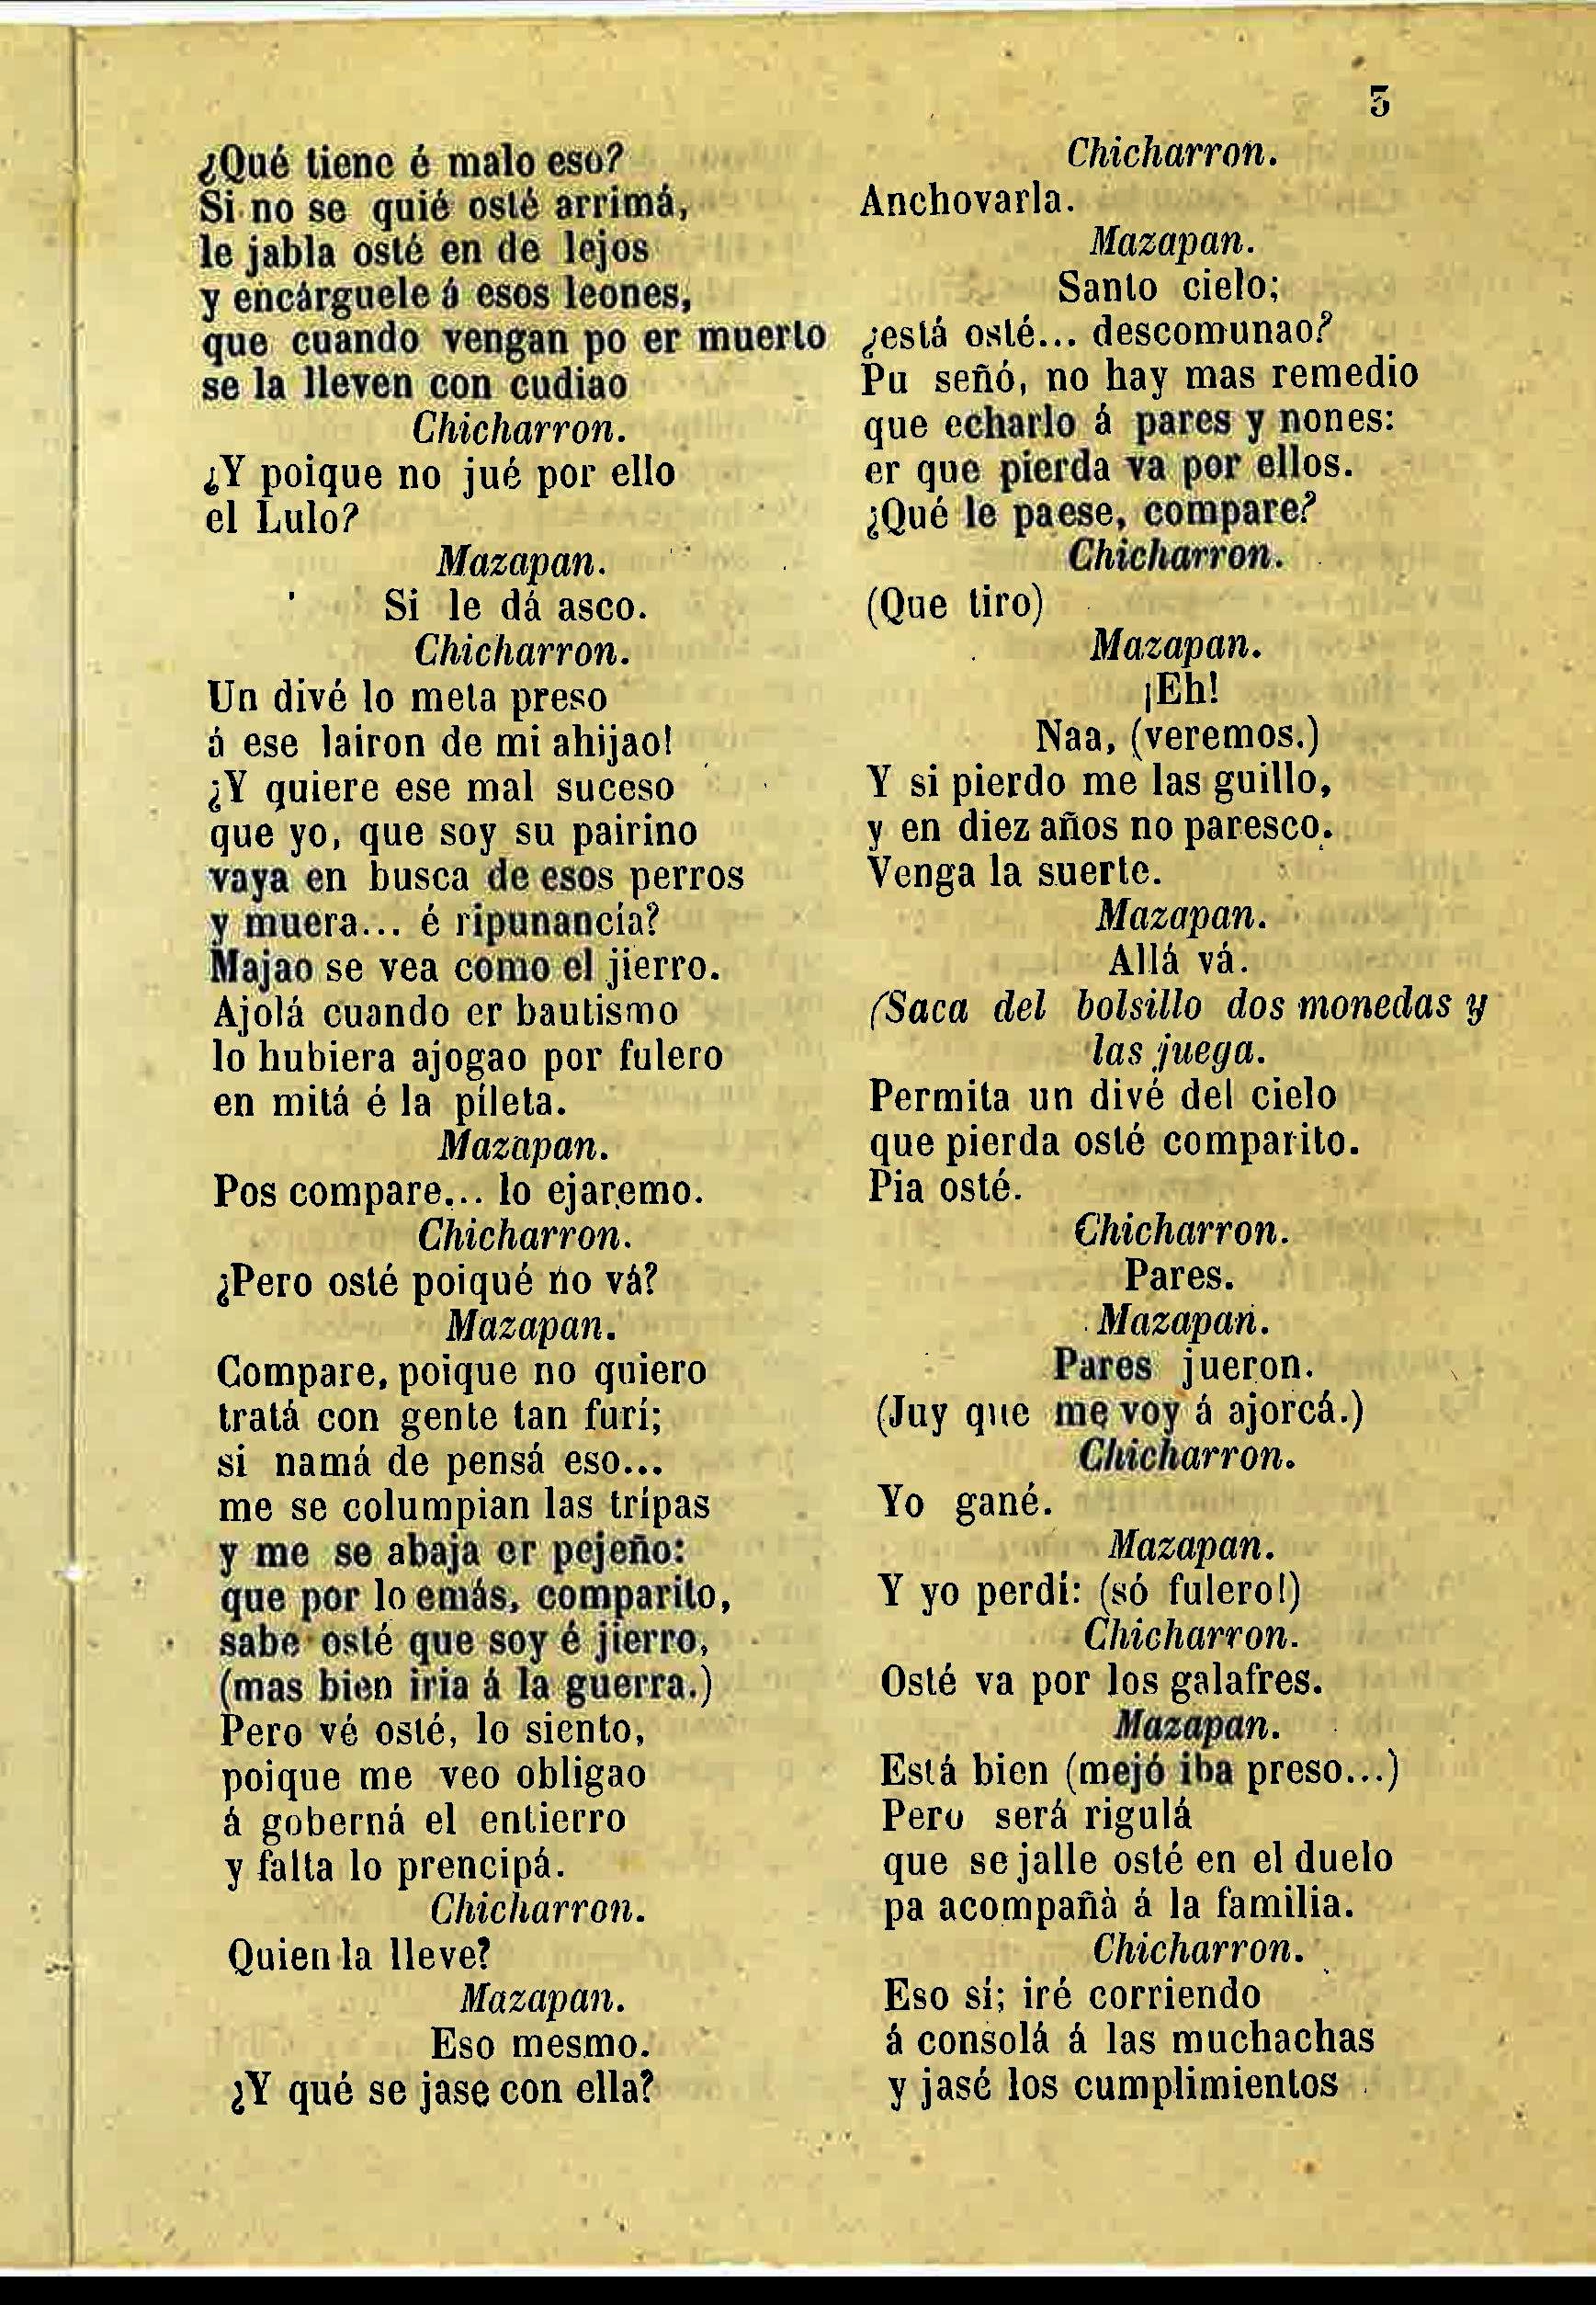 3
¿Qué tiene é malo eso?
Si no se quié osté arrimá,
le jabla osté en de lejos
y encárguele á esos leones,
que cuando vengan po er muerto
se la lleven con cudiao
Chicharron.
¿Y poique no jué por ello
el Lulo?
Mazapan.
Si le dá asco.
Chicharron.
Un divé lo meta preso
á ese lairon de mi ahijao!
¿Y quiere ese mal suceso
que yo, que soy su pairino
vaya en busca de esos perros
y muera... é ripunancia?
Majao se vea como el jierro.
Ajolá cuando er bautismo
lo hubiera ajogao por fulero
en mitá é la pileta.
Mazapan.
Pos compare... lo ejaremo.
Chicharron.
¿Pero osté poiqué no vá?
Mazapan.
Compare, poique no quiero
tratá con gente tan furí;
si namá de pensá eso...
me se columpian las tripas
y me se abaja er pejeño:
que por lo emás, comparito,
sabe osté que soy é jierro,
(mas bien iria á la guerra.)
Pero vé osté, lo siento,
poique me veo obligao
á goberná el entierro
y falta lo prencipá.
Chicharron.
Quien la lleve?
Mazapan.
Eso mesmo.
¿Y qué se jase con ella?
Chicharron.
Anchovarla.
Mazapan.
Santo cielo;
¿está osté... descomunao?
Pu señó, no hay mas remedio
que echarlo á pares y nones:
er que pierda va por ellos.
¿Qué le paese, compare?
Chicharron.
(Que tiro)
Mazapan.
¡Eh!
Naa, (veremos.)
Y si pierdo me las guillo,
y en diez años no paresco.
Venga la suerte.
Mazapan.
Allá vá.
(Saca del bolsillo dos monedas y
las juega.
Permita un divé del cielo
que pierda osté comparito.
Pia osté.
Chicharron.
Pares.
Mazapan.
Pares jueron.
(Juy que me voy á ajorcá.)
Chicharron.
Yo gané.
Mazapan.
Y yo perdí: (só fulero!)
Chicharron.
Osté va por los galafres.
Mazapan.
Está bien (mejó iba preso...)
Pero será rigulá
que se jalle osté en el duelo
pa acompañà á la familia.
Chicharron.
Eso sí; iré corriendo
á consolá á las muchachas
y jasé los cumplimientos